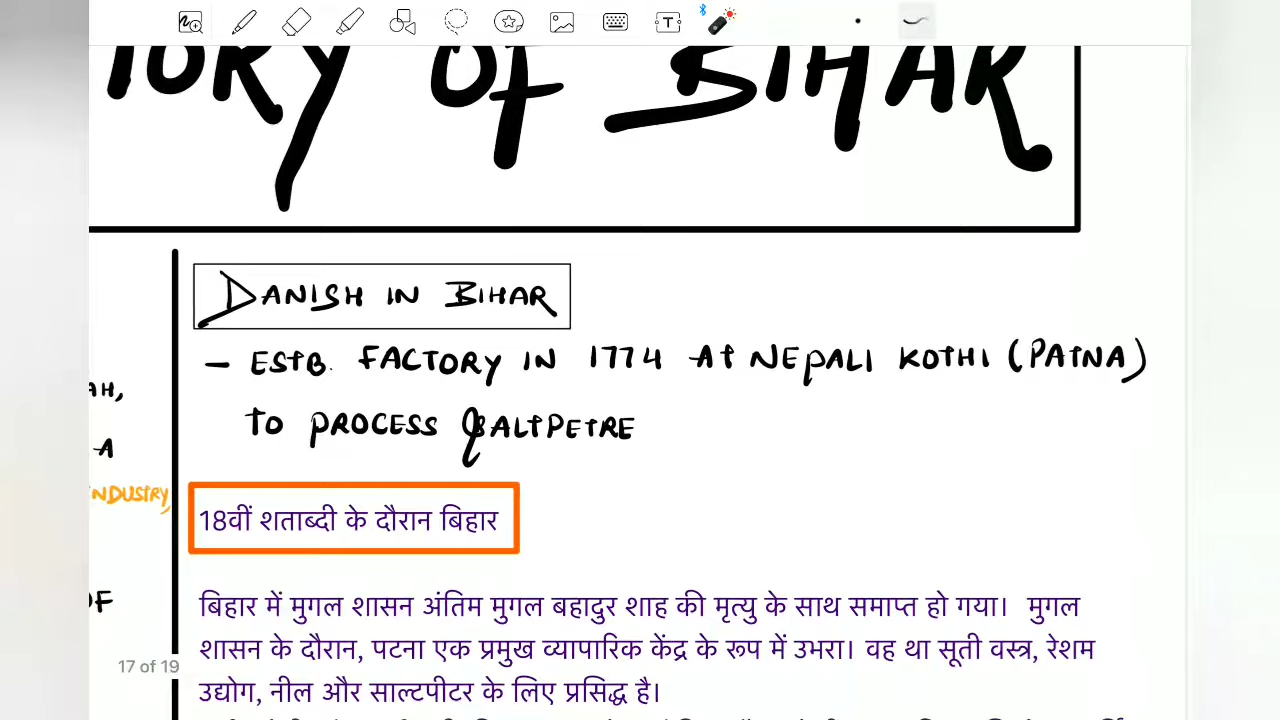 TORY OF BIHAR
DANISH IN BIHAR
- ESTB. FACTORY IN 1774 AT NEPALI KOTHI (PATNA)
TO PROCESS SALTPETRE
AH,
A
NDUSTRY
OF
18वीं शताब्दी के दौरान बिहार
बिहार में मुगल शासन अंतिम मुगल बहादुर शाह की मृत्यु के साथ समाप्त हो गया। मुगल
शासन के दौरान, पटना एक प्रमुख व्यापारिक केंद्र के रूप में उभरा। वह था सूती वस्त्र, रेशम
उद्योग, नील और साल्टपीटर के लिए प्रसिद्ध है।
17 of 19